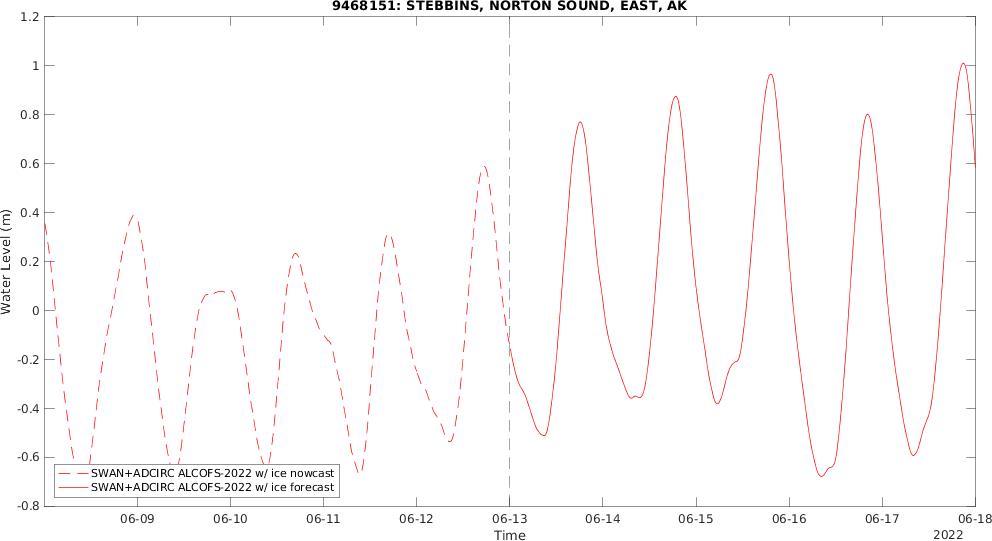 9468151: STEBBINS, NORTON SOUND, EAST, AK
Water Level (m)
1.2
1
0.8
0.6
0.4
0.2
0
-0.2
-0.4
-0.6
-0.8
SWAN+ADCIRC ALCOFS-2022 w/ ice nowcast
SWAN+ADCIRC ALCOFS-2022 w/ ice forecast
06-09 06-10 06-11 06-12 06-13 06-14 06-15 06-16 06-17 06-18
Time
2022